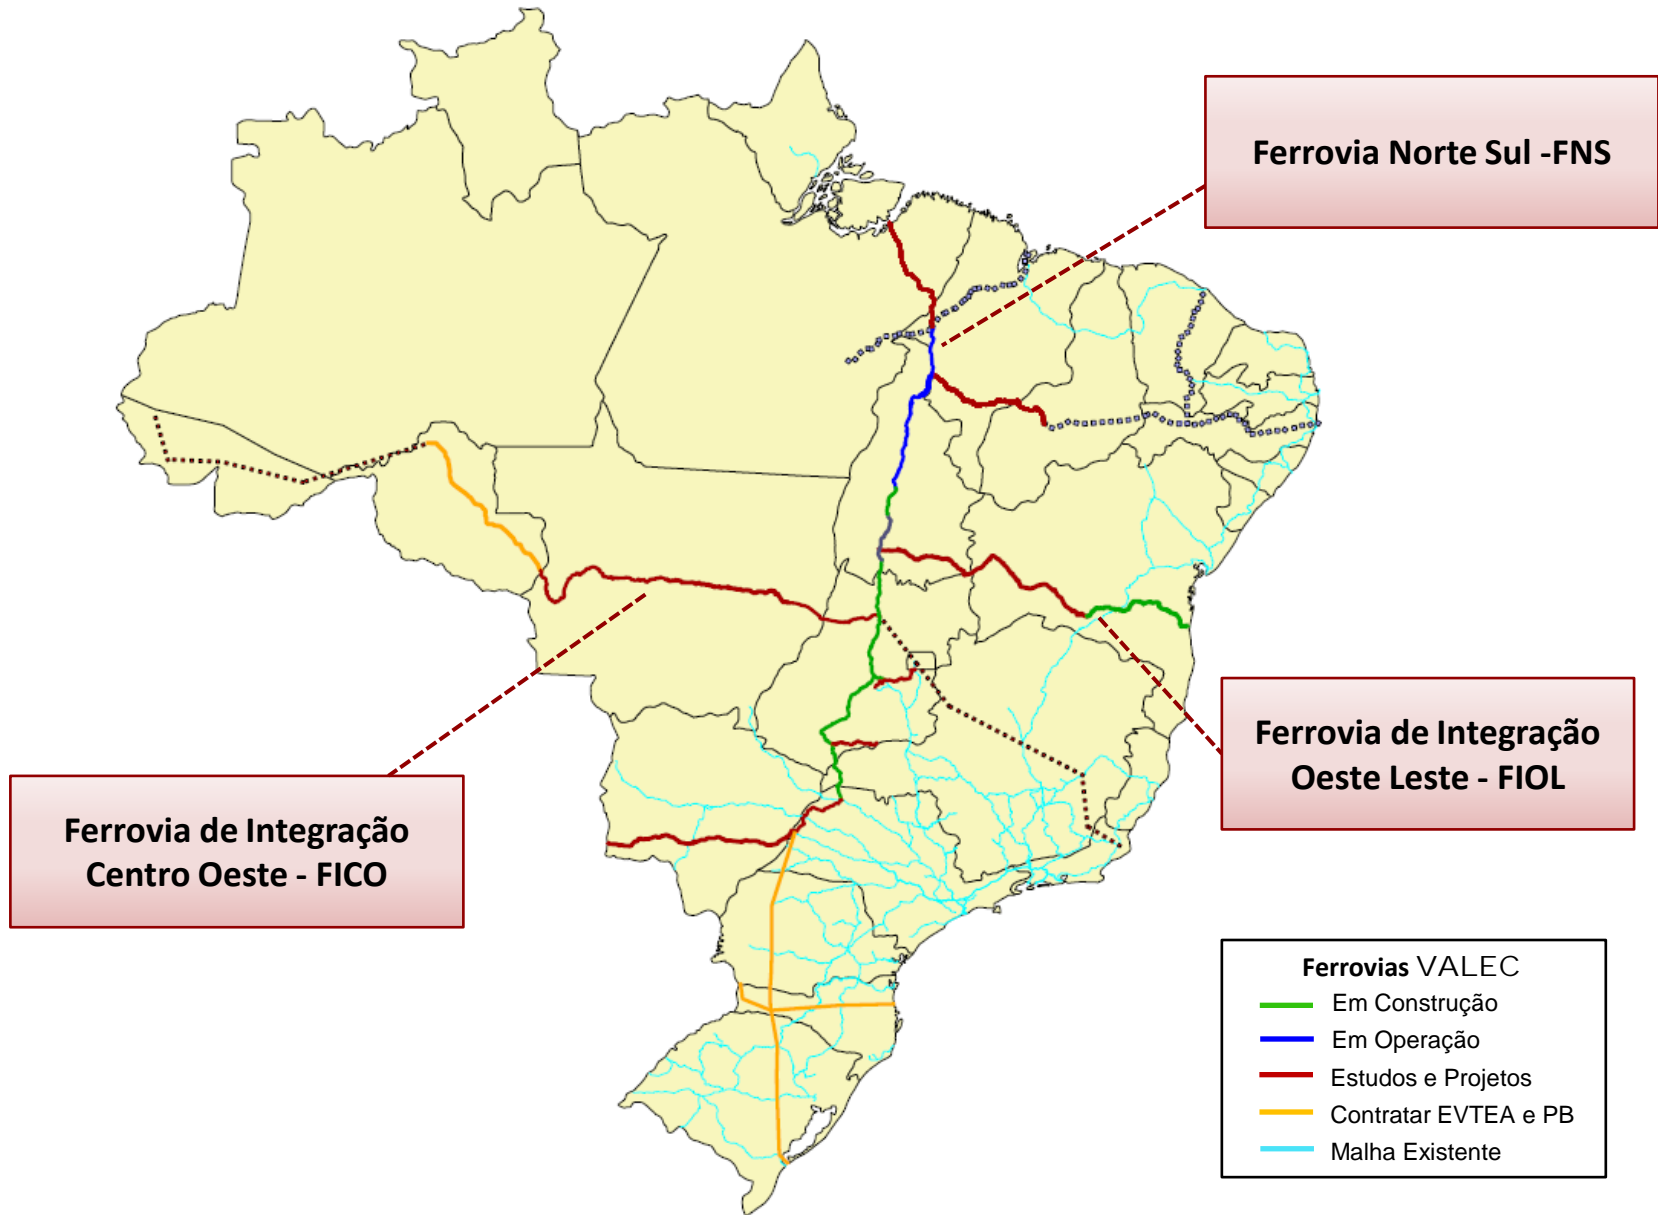 Ferrovia Norte Sul -FNS
Ferrovia de Integração
Oeste Leste - FIOL
Ferrovia de Integração
Centro Oeste - FICO
Ferrovias VALEC
Em Construção
Em Operação
Estudos e Projetos
Contratar EVTEA e PB
Malha Existente